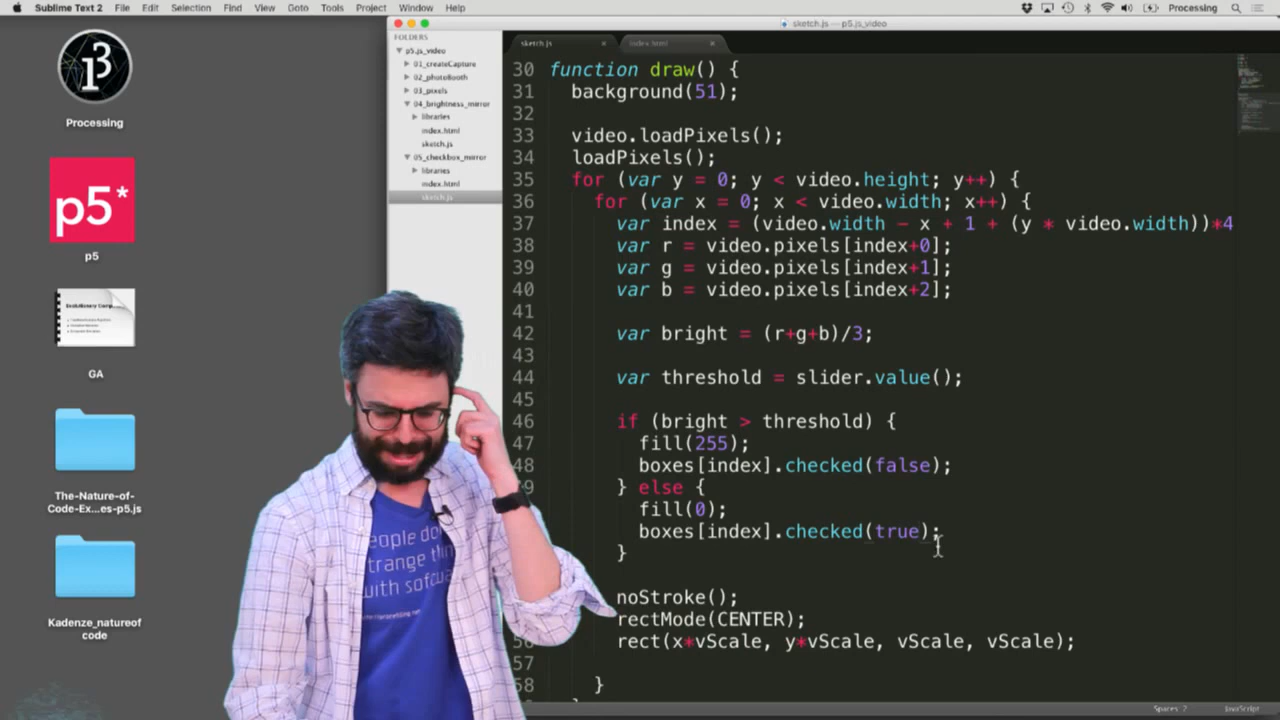 Sublime Text 2 File Edit Selection Find View Goto Tools Project Window Help Processing
sketch.js — p5.js_video
FOLDERS
p5.js_video
01_createCapture
02_photoBooth
03_pixels
04_brightness_mirror
libraries
index.html
sketch.js
05_checkbox_mirror
libraries
index.html
sketch.js
Processing
p5*
p5
GA
The-Nature-of-
Code-Ex...es-p5.js
Kadenze_natureof
code
sketch.js index.html
30 function draw() {
31 background(51);
32
33 video.loadPixels();
34 loadPixels();
35 for (var y = 0; y < video.height; y++) {
36 for (var x = 0; x < video.width; x++) {
37 var index = (video.width - x + 1 + (y * video.width))*4
38 var r = video.pixels[index+0];
39 var g = video.pixels[index+1];
40 var b = video.pixels[index+2];
41
42 var bright = (r+g+b)/3;
43
44 var threshold = slider.value();
45
46 if (bright > threshold) {
47 fill(255);
48 boxes[index].checked(false);
} else {
fill(0);
boxes[index].checked(true);
}
noStroke();
rectMode(CENTER);
rect(x*vScale, y*vScale, vScale, vScale);
57
58 }
Spaces: 2 JavaScript